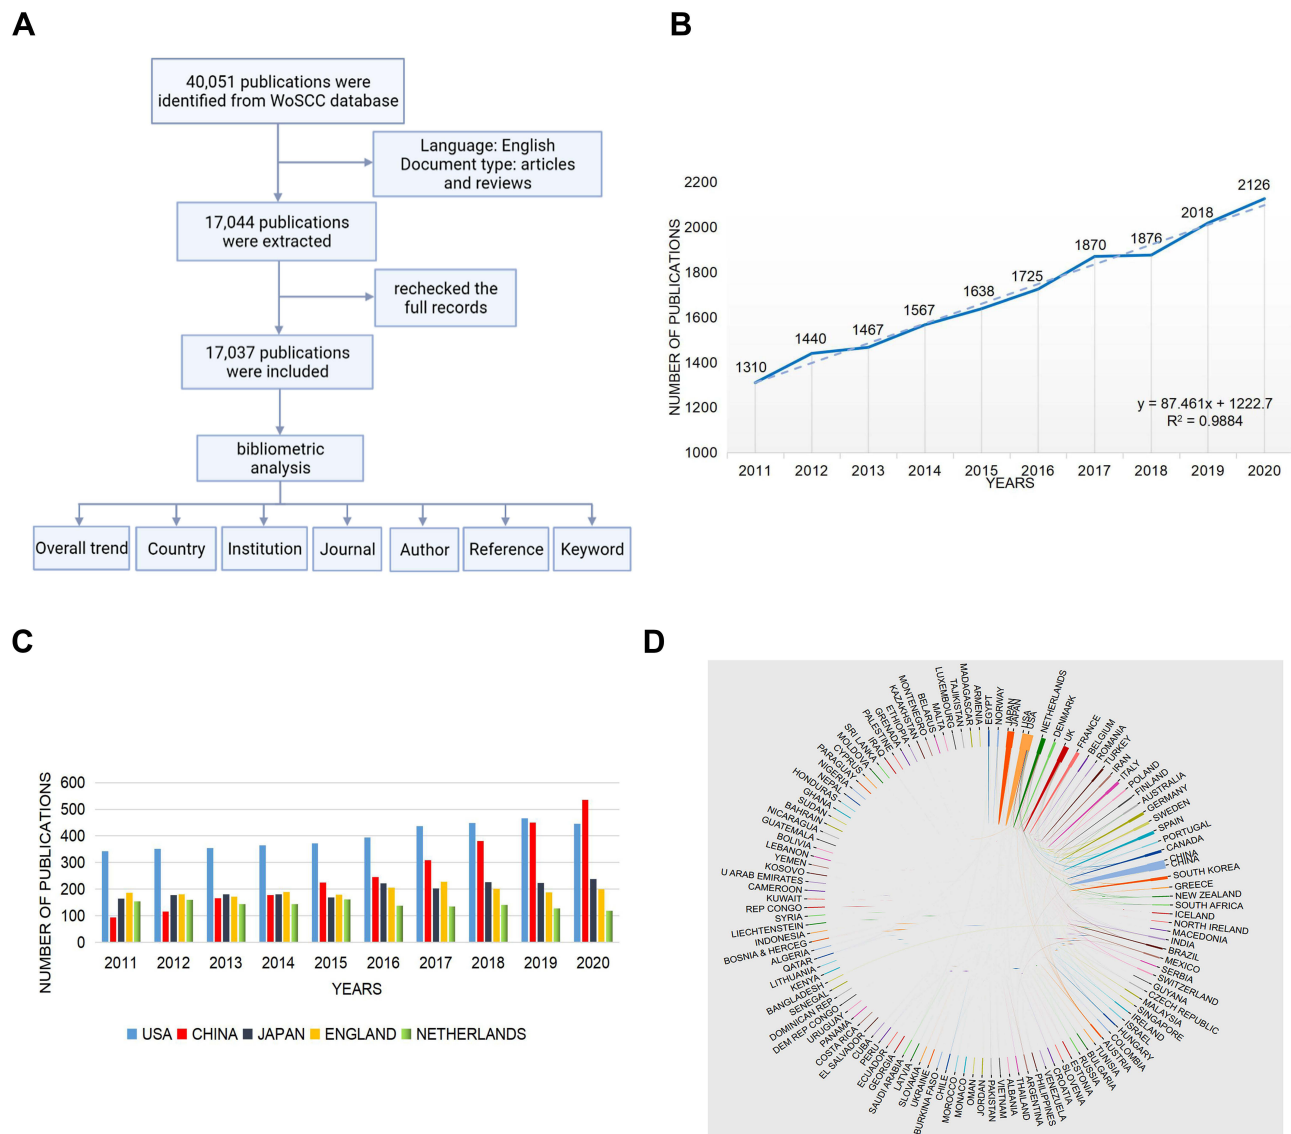 A
40,051 publications were
identified from WoSCC database
Language: English
Document type: articles
and reviews
17,044 publications
were extracted
rechecked the
full records
17,037 publications
were included
bibliometric
analysis
Overall trend
Country
Institution
Journal
Author
Reference
Keyword
B
NUMBER OF PUBLICATIONS
2200
2000
1800
1600
1400
1200
1000
1310
1440
1467
1567
1638
1725
1870
1876
2018
2126
y = 87.461x + 1222.7
R² = 0.9884
2011 2012 2013 2014 2015 2016 2017 2018 2019 2020
YEARS
C
NUMBER OF PUBLICATIONS
600
500
400
300
200
100
0
2011 2012 2013 2014 2015 2016 2017 2018 2019 2020
YEARS
USA CHINA JAPAN ENGLAND NETHERLANDS
D
EGYPT
NORWAY
JAPAN
JAPAN
USA
USA
NETHERLANDS
DENMARK
UK
FRANCE
BELGIUM
ROMANIA
TURKEY
IRAN
ITALY
POLAND
FINLAND
AUSTRALIA
GERMANY
SWEDEN
SPAIN
PORTUGAL
CANADA
CHINA
CHINA
SOUTH KOREA
GREECE
NEW ZEALAND
SOUTH AFRICA
ICELAND
NORTH IRELAND
MACEDONIA
INDIA
BRAZIL
MEXICO
SERBIA
SWITZERLAND
GUYANA
CZECH REPUBLIC
MALAYSIA
SINGAPORE
IRELAND
ISRAEL
HUNGARY
COLOMBIA
AUSTRIA
TUNISIA
BULGARIA
RUSSIA
ESTONIA
SLOVENIA
CROATIA
VENEZUELA
PHILIPPINES
ARGENTINA
THAILAND
ALBANIA
VIETNAM
PAKISTAN
JORDAN
OMAN
MONACO
MOROCCO
CHILE
BURKINA FASO
UKRAINE
SLOVAKIA
LATVIA
SAUDI ARABIA
GEORGIA
ECUADOR
PERU
CUBA
EL SALVADOR
COSTA RICA
PANAMA
URUGUAY
DEM REP CONGO
DOMINICAN REP
SENEGAL
BANGLADESH
KENYA
LITHUANIA
QATAR
ALGERIA
BOSNIA & HERCEG
INDONESIA
LIECHTENSTEIN
SYRIA
REP CONGO
KUWAIT
CAMEROON
U ARAB EMIRATES
KOSOVO
YEMEN
LEBANON
BOLIVIA
GUATEMALA
NICARAGUA
BAHRAIN
SUDAN
GHANA
HONDURAS
NEPAL
NIGERIA
PARAGUAY
CYPRUS
MOLDOVA
SRI LANKA
IRAQ
PALESTINE
GRENADA
ETHIOPIA
KAZAKHSTAN
MONTENEGRO
BELARUS
MALTA
LUXEMBOURG
TAJIKISTAN
MADAGASCAR
ARMENIA